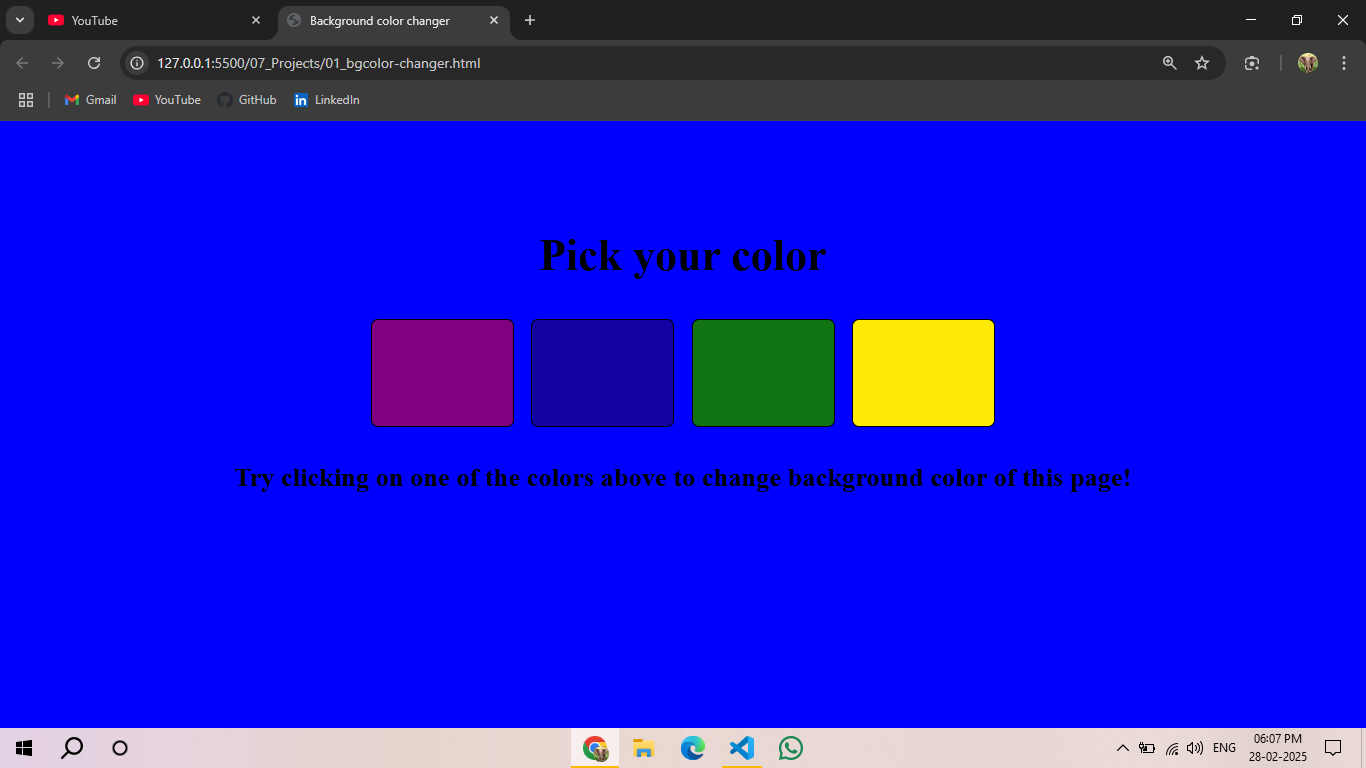 YouTube
Background color changer
127.0.0.1:5500/07_Projects/01_bgcolor-changer.html
Gmail
YouTube
GitHub
in
LinkedIn
Pick your color
Try clicking on one of the colors above to change background color of this page!
ENG
06:07 PM
28-02-2025